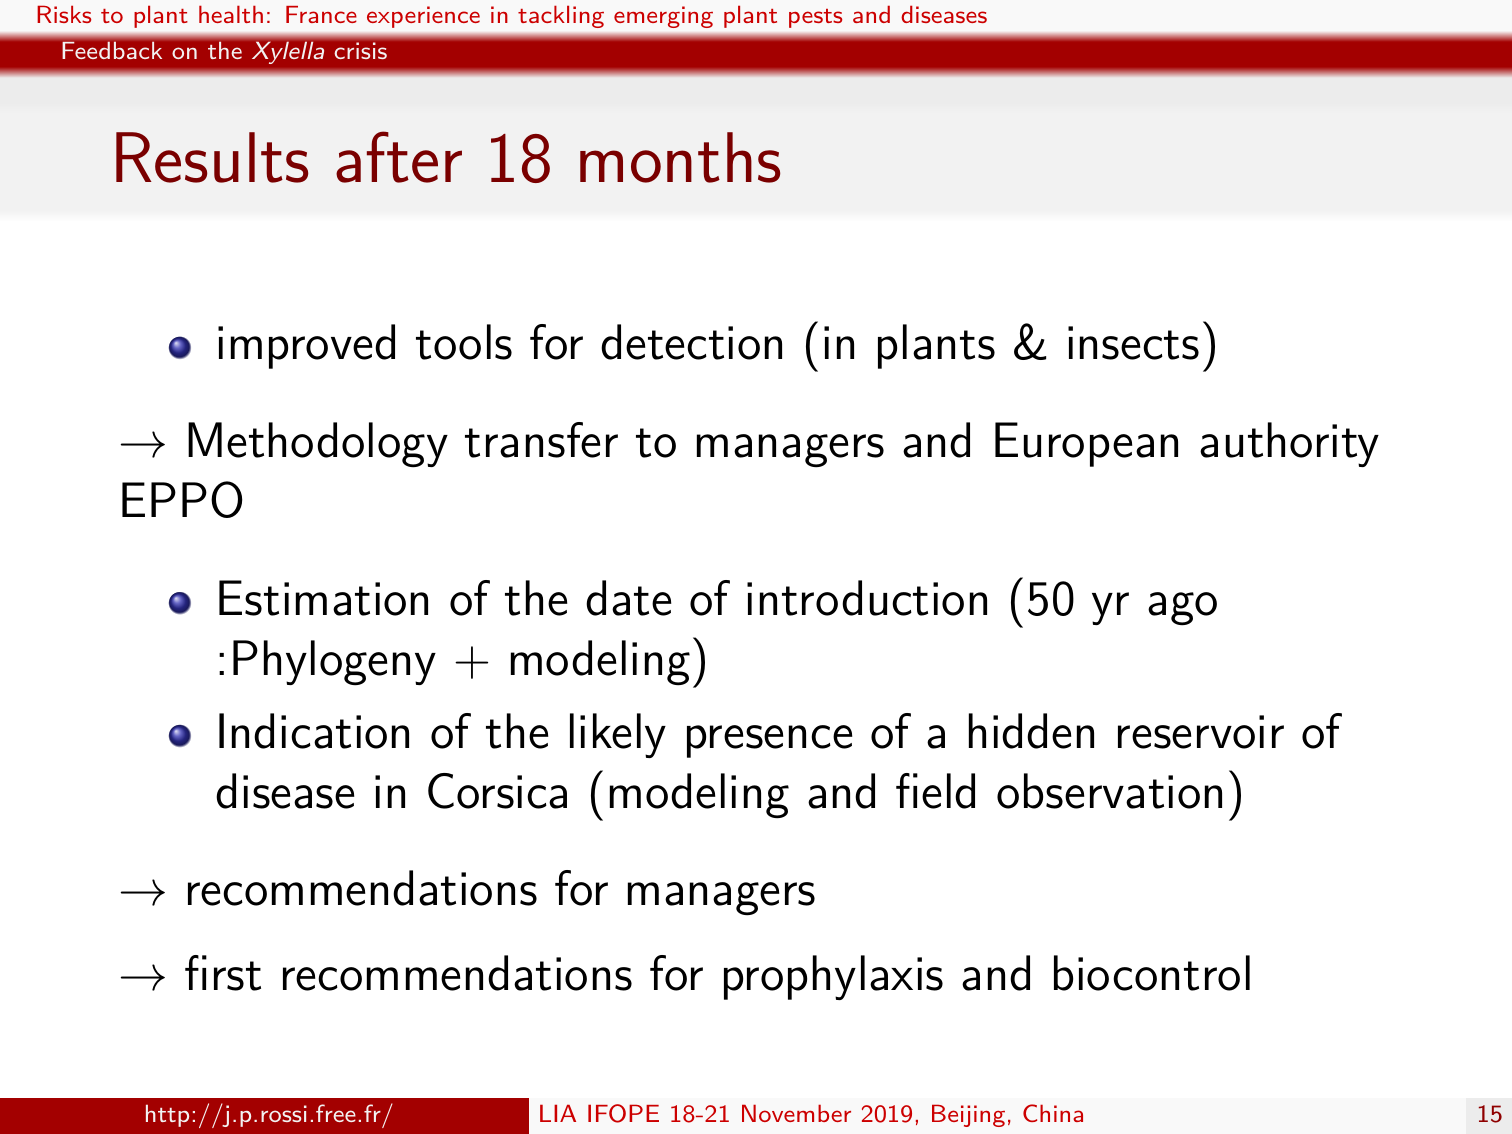 Risks to plant health: France experience in tackling emerging plant pests and diseases
Feedback on the Xylella crisis
Results after 18 months
improved tools for detection (in plants & insects)
→ Methodology transfer to managers and European authority
EPPO
Estimation of the date of introduction (50 yr ago
:Phylogeny + modeling)
Indication of the likely presence of a hidden reservoir of
disease in Corsica (modeling and field observation)
→ recommendations for managers
→ first recommendations for prophylaxis and biocontrol
http://j.p.rossi.free.fr/
LIA IFOPE 18-21 November 2019, Beijing, China
15